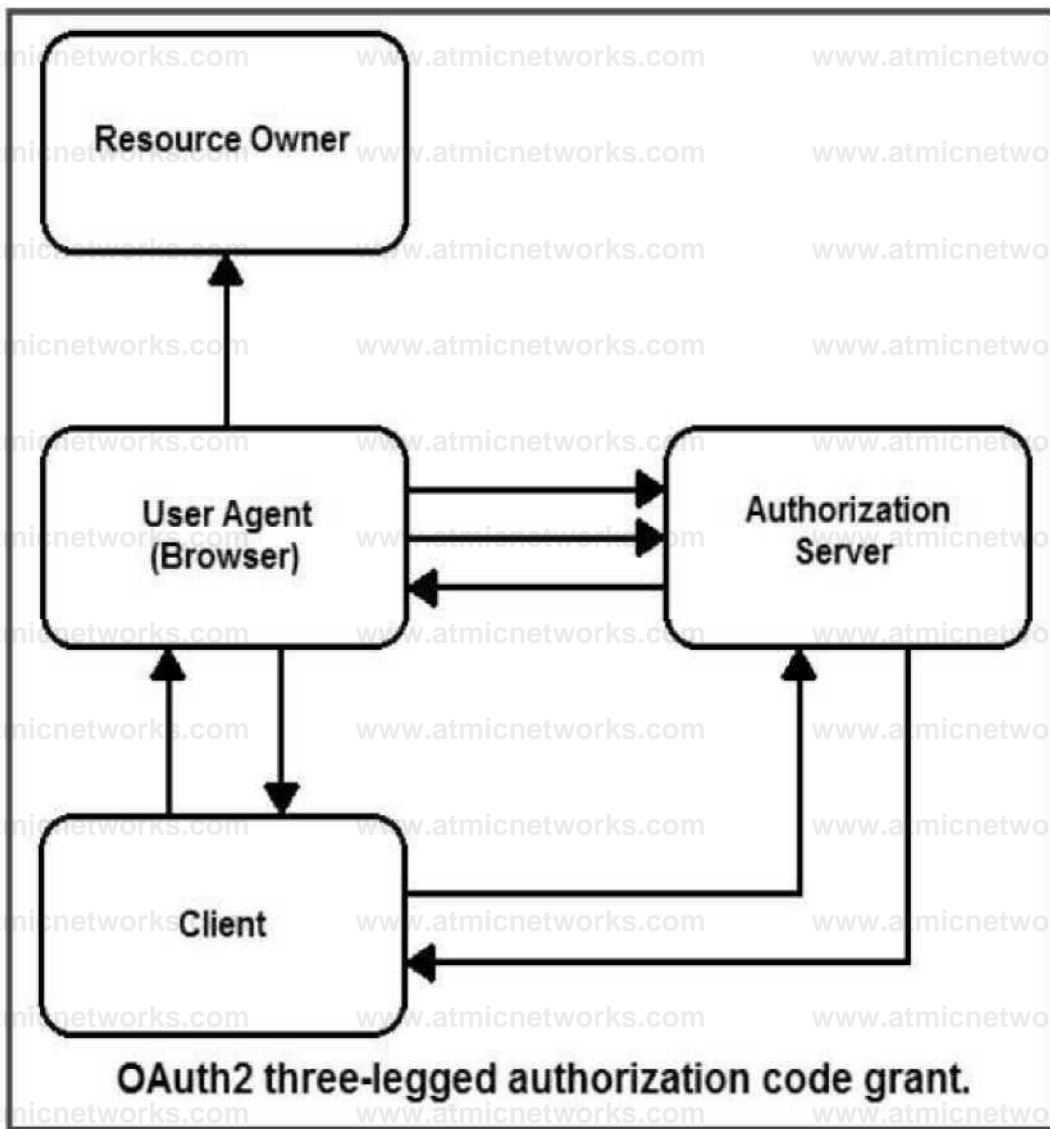 www.atmicnetworks.com
Resource Owner
User Agent
(Browser)
Authorization
Server
Client
OAuth2 three-legged authorization code grant.